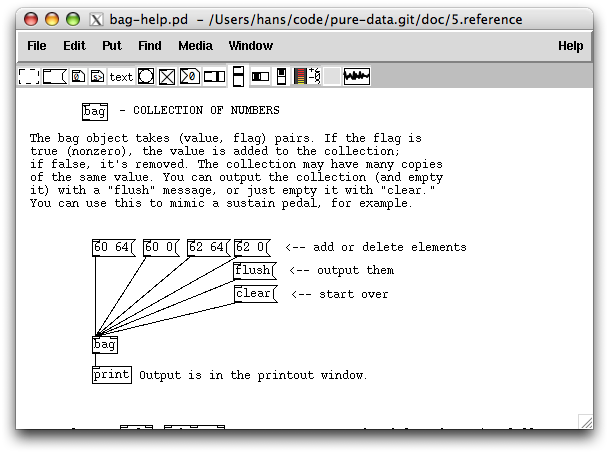 bag-help.pd - /Users/hans/code/pure-data.git/doc/5.reference
File Edit Put Find Media Window Help
text
bag - COLLECTION OF NUMBERS
The bag object takes (value, flag) pairs. If the flag is
true (nonzero), the value is added to the collection;
if false, it's removed. The collection may have many copies
of the same value. You can output the collection (and empty
it) with a "flush" message, or just empty it with "clear."
You can use this to mimic a sustain pedal, for example.
60 64 60 0 62 64 62 0 <-- add or delete elements
flush <-- output them
clear <-- start over
bag
print Output is in the printout window.